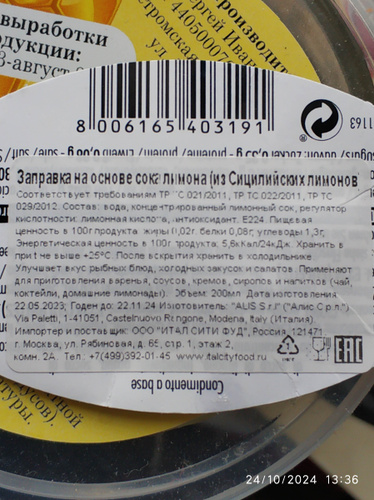 выработки
родукции:
8 006165 403191
Заправка на основе сока лимона (из Сицилийских лимонов
Соответствует требованиям ТР ТС 021/2011, ТР ТС 022/2011, ТР ТС
029/2012. Состав: вода, концентрированный лимонный сок, регулятор
кислотности: лимонная кислота, антиоксидант. Е224. Пищевая
ценность в 100г продукта: жиры 0,02г. белки 0,08г; углеводы 1,3г.
Энергетическая ценность в 100г продукта: 5,6кКал/24кДж. Хранить в
при t не выше +25°С. После вскрытия хранить в холодильнике
Улучшает вкус рыбных блюд, холодных закусок и салатов. Применяют
для приготовления варенья, соусов, кремов, сиропов и напитков (чай,
коктейли, домашние лимонады). Объем: 200мл. Дата изготовления:
22.05.2023; Годен до: 22.11.24 Изготовитель: "ALIS S r l" ("Алис С р.л.")
Via Paletti, 1-41051, Castelnuovo Rangone, Modena, Italy (Италия).
Импортер и поставщик: ООО "ИТАЛ СИТИ ФУД", Россия, 121471,
г. Москва, ул. Рябиновая, д. 65, стр. 1, этаж 2,
комн. 2А. Тел.: +7(499)392-01-45 www.italcityfood.ru
EAC
Condimento a base
24/10/2024 13:36